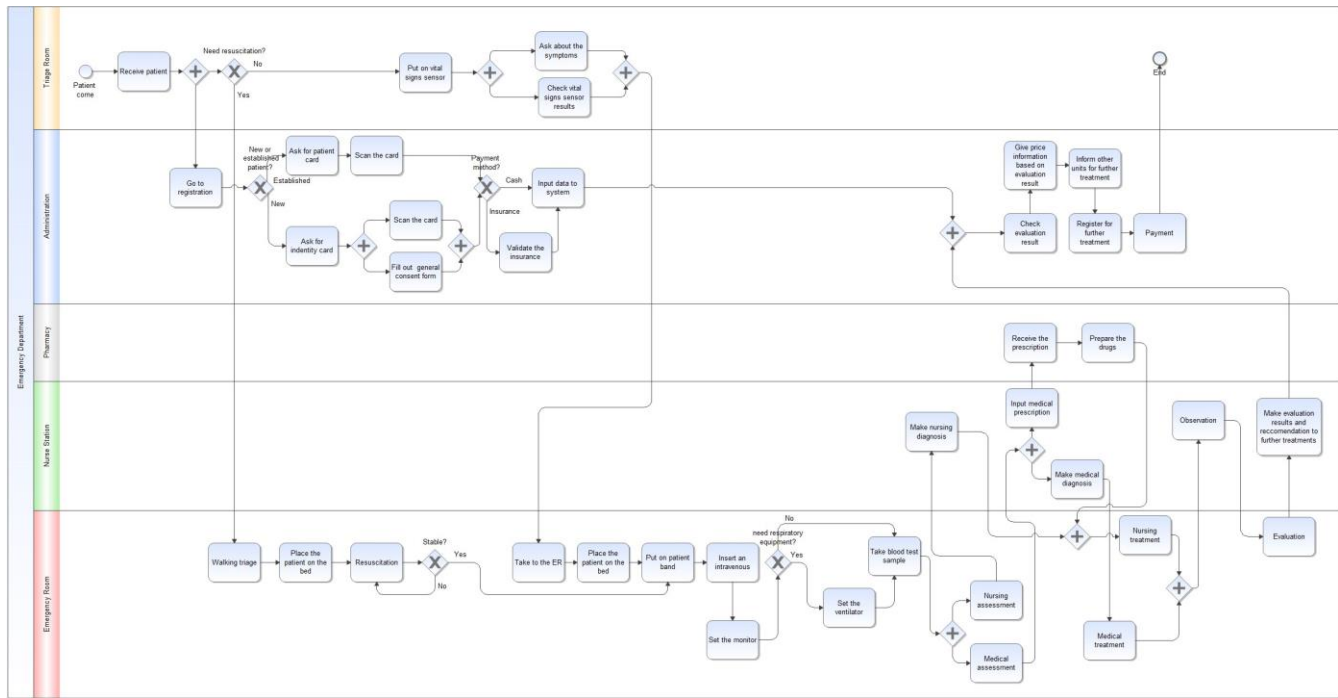 Emergency Department
Triage Room
Patient
come
Receive patient
Need resuscitation?
No
Yes
Put on vital
signs sensor
Ask about the
symptoms
Check vital
signs sensor
results
End
Administration
Go to
registration
New or
established
patient?
Established
New
Ask for patient
card
Scan the card
Ask for
indentity card
Scan the card
Fill out general
consent form
Payment
method?
Cash
Insurance
Input data to
system
Validate the
insurance
Give price
information
based on
evaluation
result
Check
evaluation
result
Inform other
units for further
treatment
Register for
further
treatment
Payment
Pharmacy
Receive the
prescription
Prepare the
drugs
Nurse Station
Make nursing
diagnosis
Input medical
prescription
Make medical
diagnosis
Observation
Make evaluation
results and
reccomendation to
further treatments
Emergency Room
Walking triage
Place the
patient on the
bed
Resuscitation
Stable?
Yes
No
Take to the ER
Place the
patient on the
bed
Put on patient
band
Insert an
intravenous
Set the monitor
need respiratory
equipment?
No
Yes
Set the
ventilator
Take blood test
sample
Nursing
assessment
Medical
assessment
Nursing
treatment
Medical
treatment
Evaluation